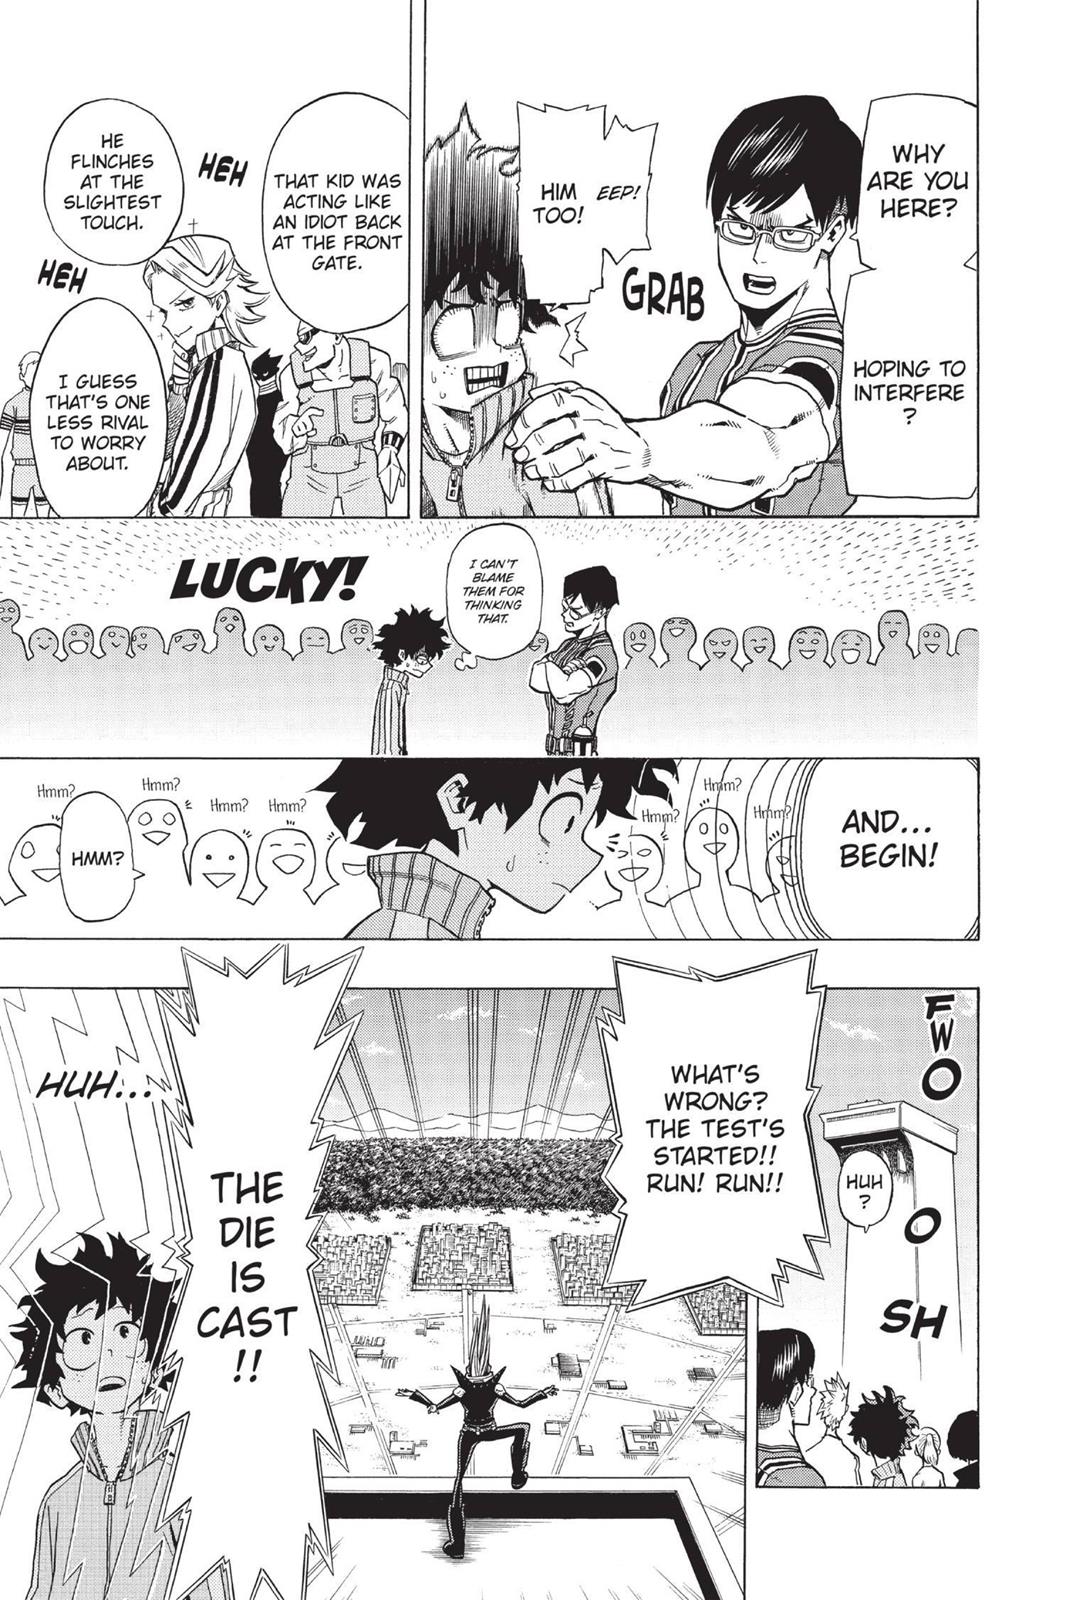 WHY
ARE YOU
HERE?
HOPING TO
INTERFERE
?
HIM
TOO!
EEP!
GRAB
THAT KID WAS
ACTING LIKE
AN IDIOT BACK
AT THE FRONT
GATE.
HEH
HE
FLINCHES
AT THE
SLIGHTEST
TOUCH.
HEH
I GUESS
THAT'S ONE
LESS RIVAL
TO WORRY
ABOUT.
I CAN'T
BLAME
THEM FOR
THINKING
THAT.
LUCKY!
AND...
BEGIN!
Hmm?
Hmm?
Hmm?
Hmm?
Hmm?
Hmm?
Hmm?
HMM?
FWO
O
SH
HUH
?
WHAT'S
WRONG?
THE TEST'S
STARTED!!
RUN! RUN!!
THE
DIE
IS
CAST
!!
HUH...